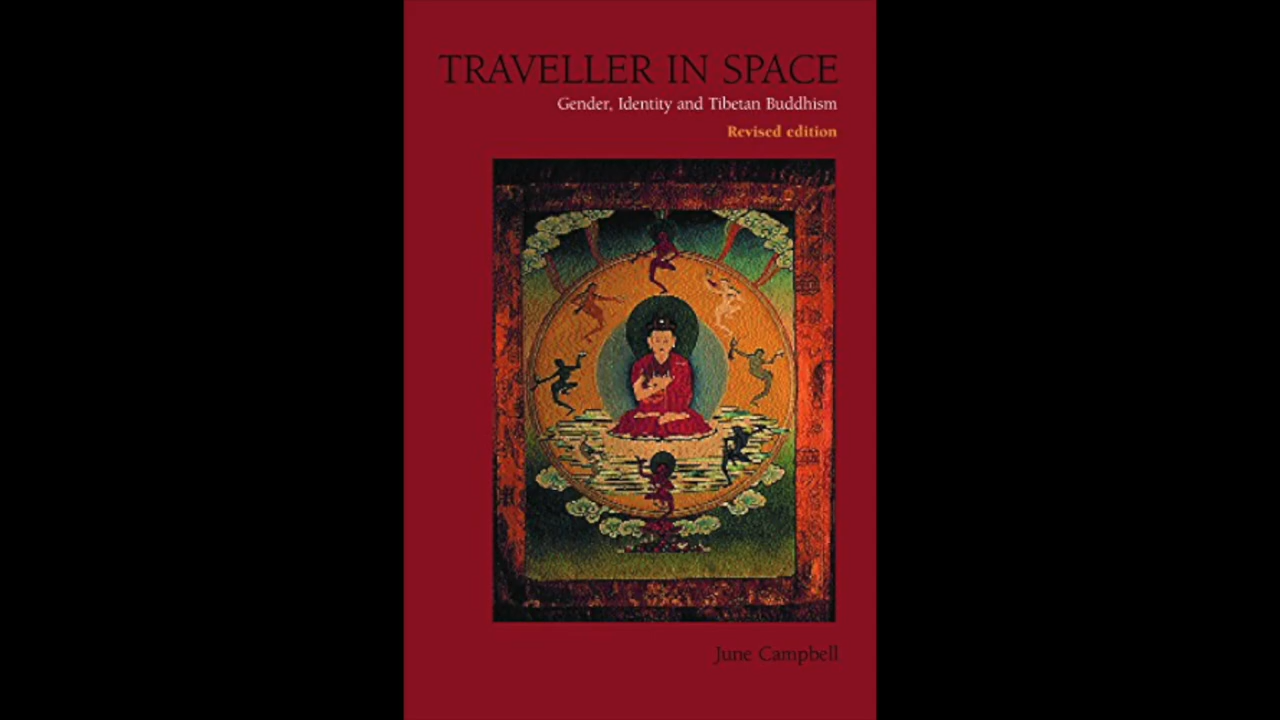 TRAVELLER IN SPACE
Gender, Identity and Tibetan Buddhism
Revised edition
June Campbell